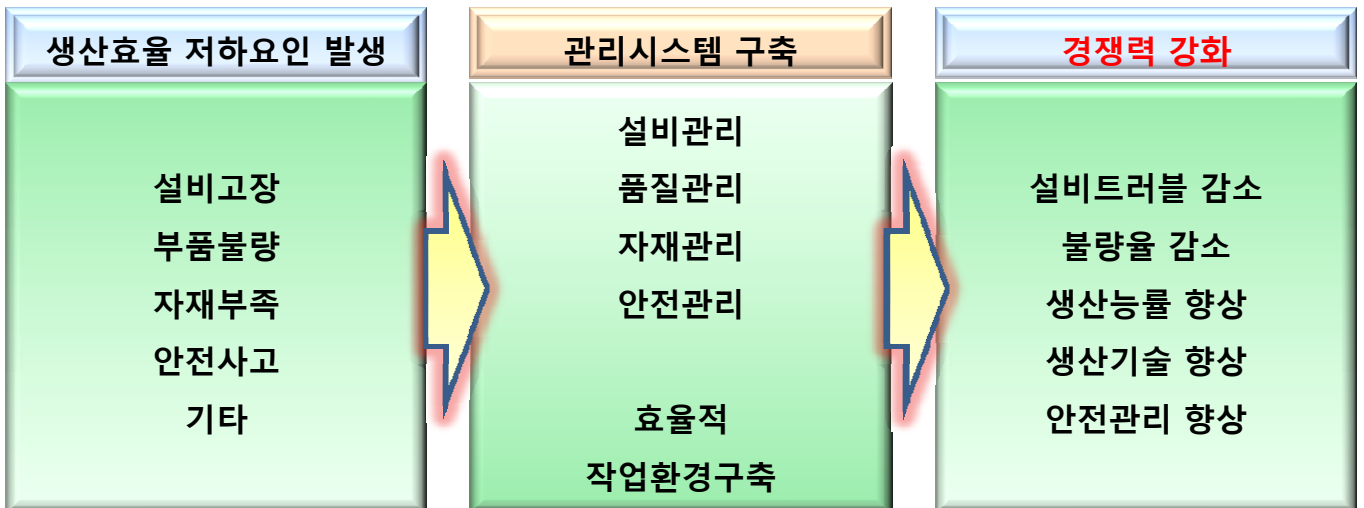 생산효율 저하요인 발생
설비고장
부품불량
자재부족
안전사고
기타
관리시스템 구축
설비관리
품질관리
자재관리
안전관리
효율적
작업환경구축
경쟁력 강화
설비트러블 감소
불량율 감소
생산능률 향상
생산기술 향상
안전관리 향상